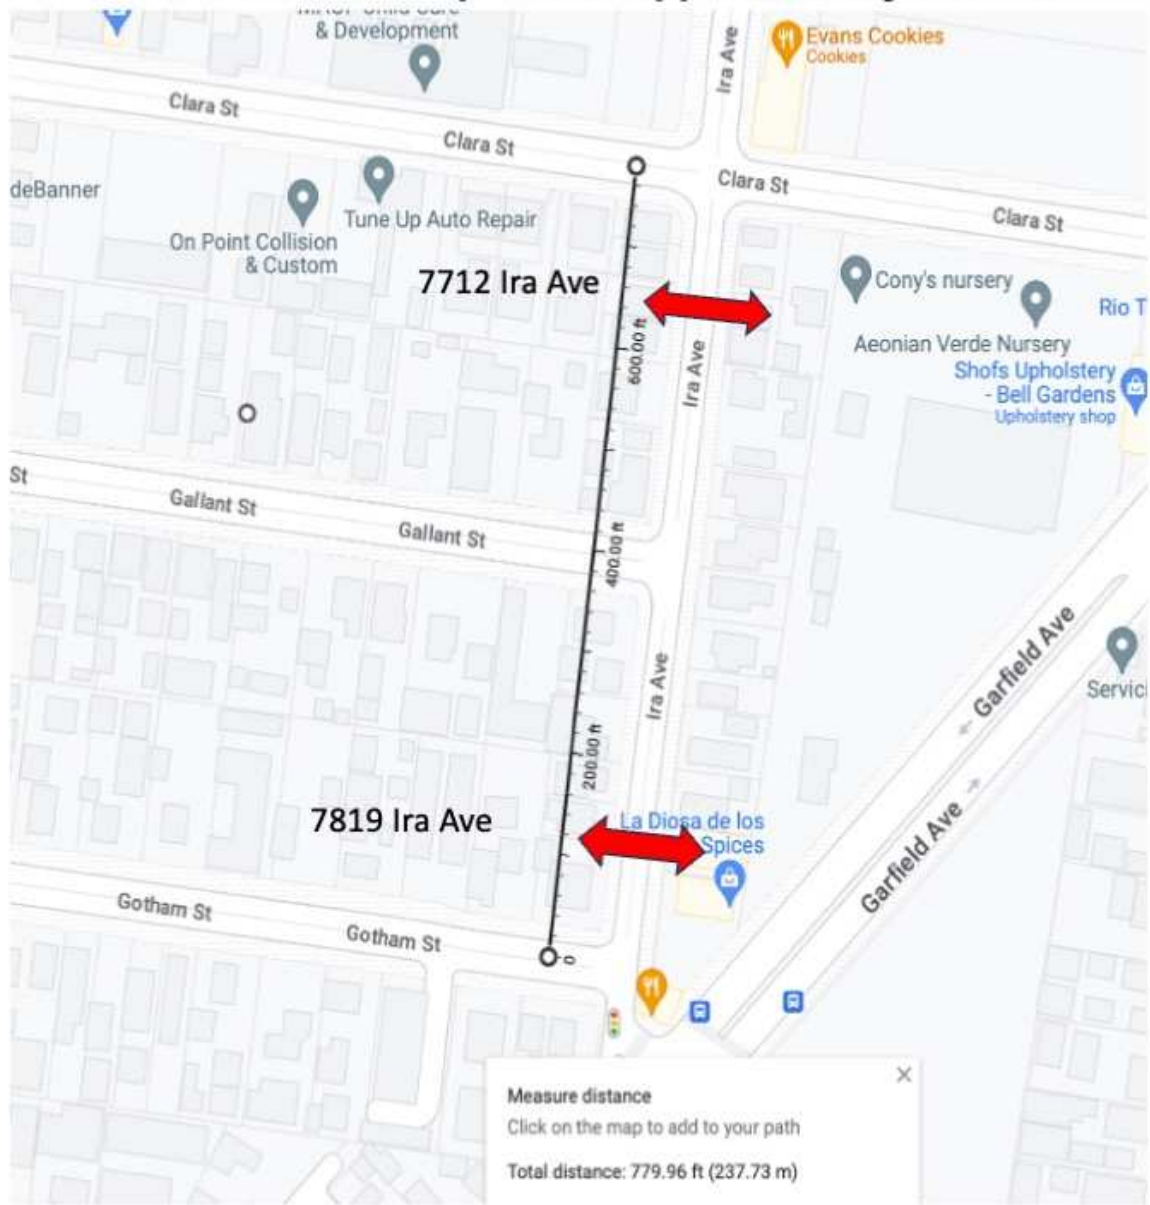 & Development
Ira Ave
Evans Cookies
Cookies
Clara St
Clara St
Clara St
Clara St
deBanner
Tune Up Auto Repair
On Point Collision
& Custom
7712 Ira Ave
Cony's nursery
Rio T
Aeonian Verde Nursery
600.00 ft
Ira Ave
Shofs Upholstery
- Bell Gardens
Upholstery shop
St
Gallant St
Gallant St
400.00 ft
Garfield Ave
Ira Ave
Servic
200.00 ft
7819 Ira Ave
La Diosa de los
Spices
Garfield Ave
Gotham St
Gotham St
0
Measure distance
Click on the map to add to your path
Total distance: 779.96 ft (237.73 m)